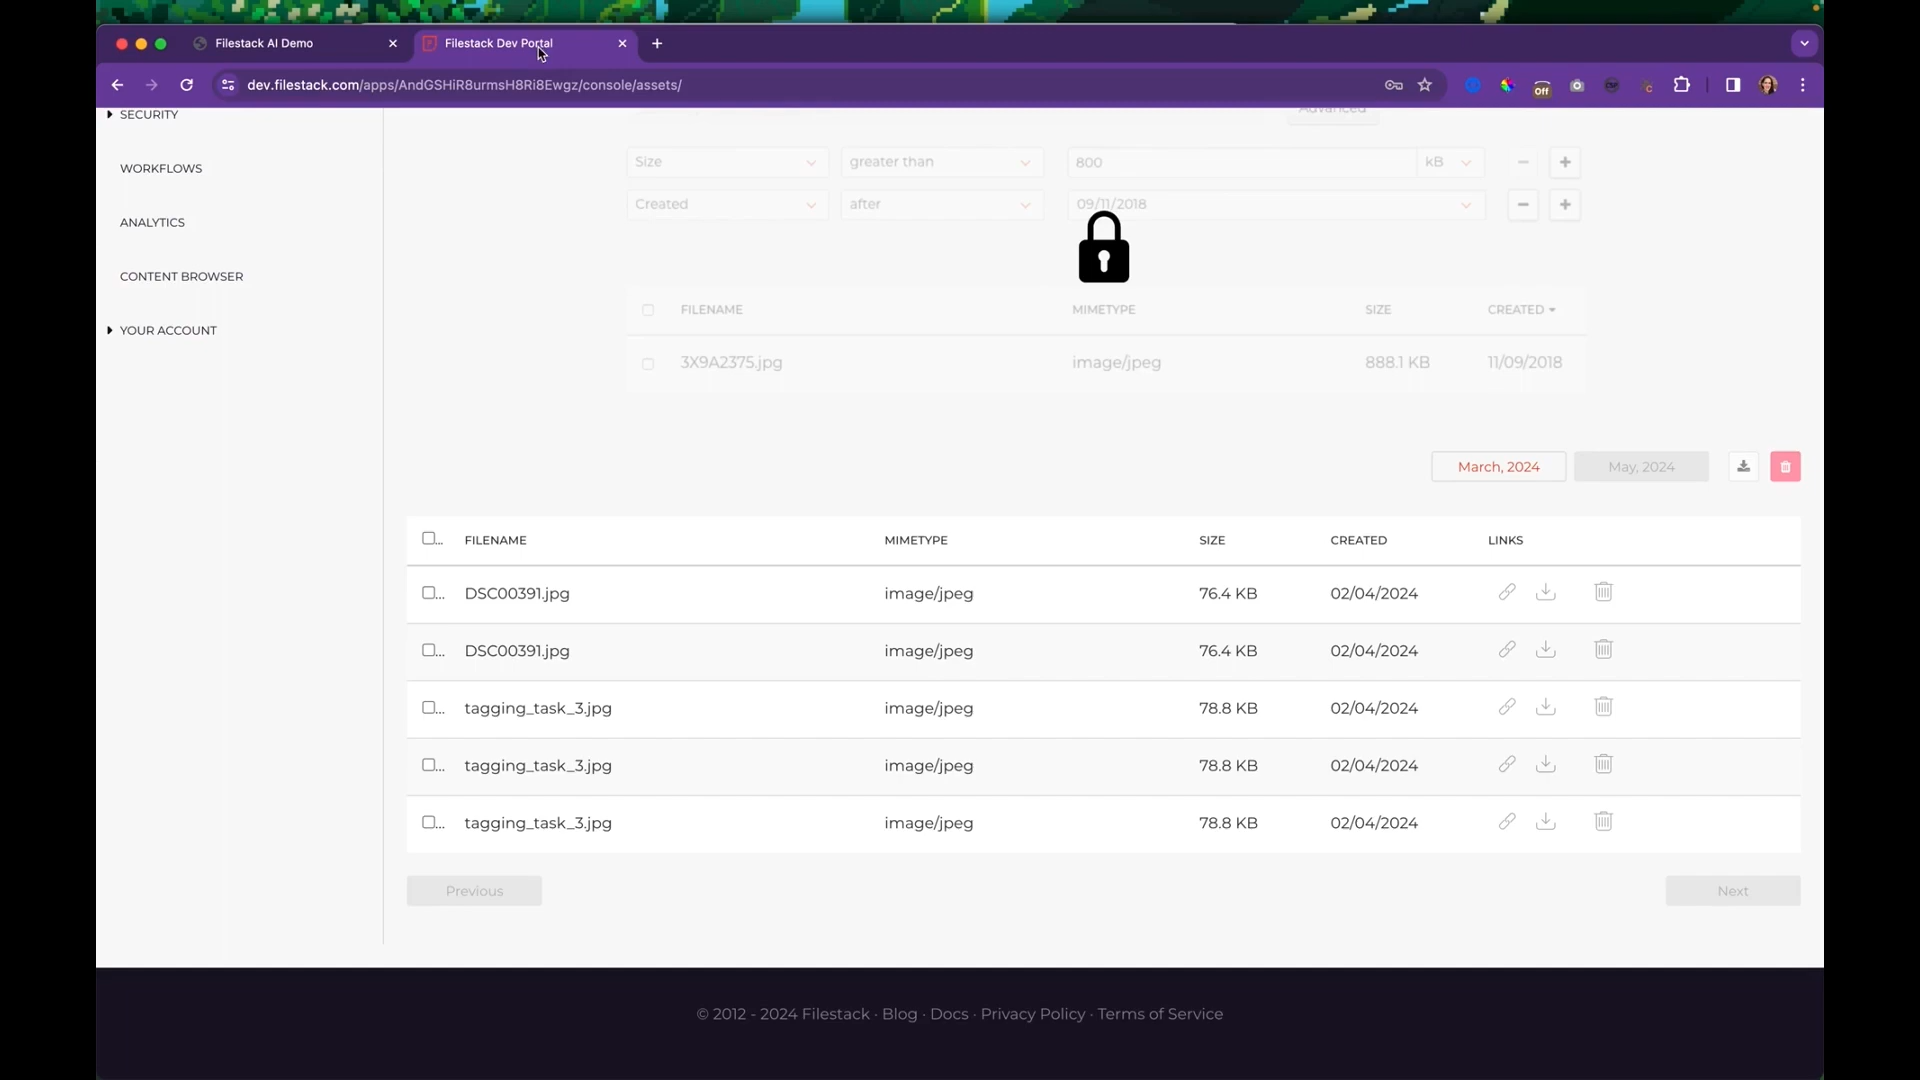 Filestack AI Demo
Filestack Dev Portal
dev.filestack.com/apps/AndGSHiR8urmsH8Ri8Ewgz/console/assets/
Off
SECURITY
Advanced
Size greater than 800 kB
WORKFLOWS
Created after 09/11/2018
ANALYTICS
CONTENT BROWSER
FILENAME MIMETYPE SIZE CREATED
YOUR ACCOUNT
3X9A2375.jpg image/jpeg 888.1 KB 11/09/2018
March, 2024 May, 2024
... FILENAME MIMETYPE SIZE CREATED LINKS
... DSC00391.jpg image/jpeg 76.4 KB 02/04/2024
... DSC00391.jpg image/jpeg 76.4 KB 02/04/2024
... tagging_task_3.jpg image/jpeg 78.8 KB 02/04/2024
... tagging_task_3.jpg image/jpeg 78.8 KB 02/04/2024
... tagging_task_3.jpg image/jpeg 78.8 KB 02/04/2024
Previous Next
© 2012 - 2024 Filestack · Blog · Docs · Privacy Policy · Terms of Service